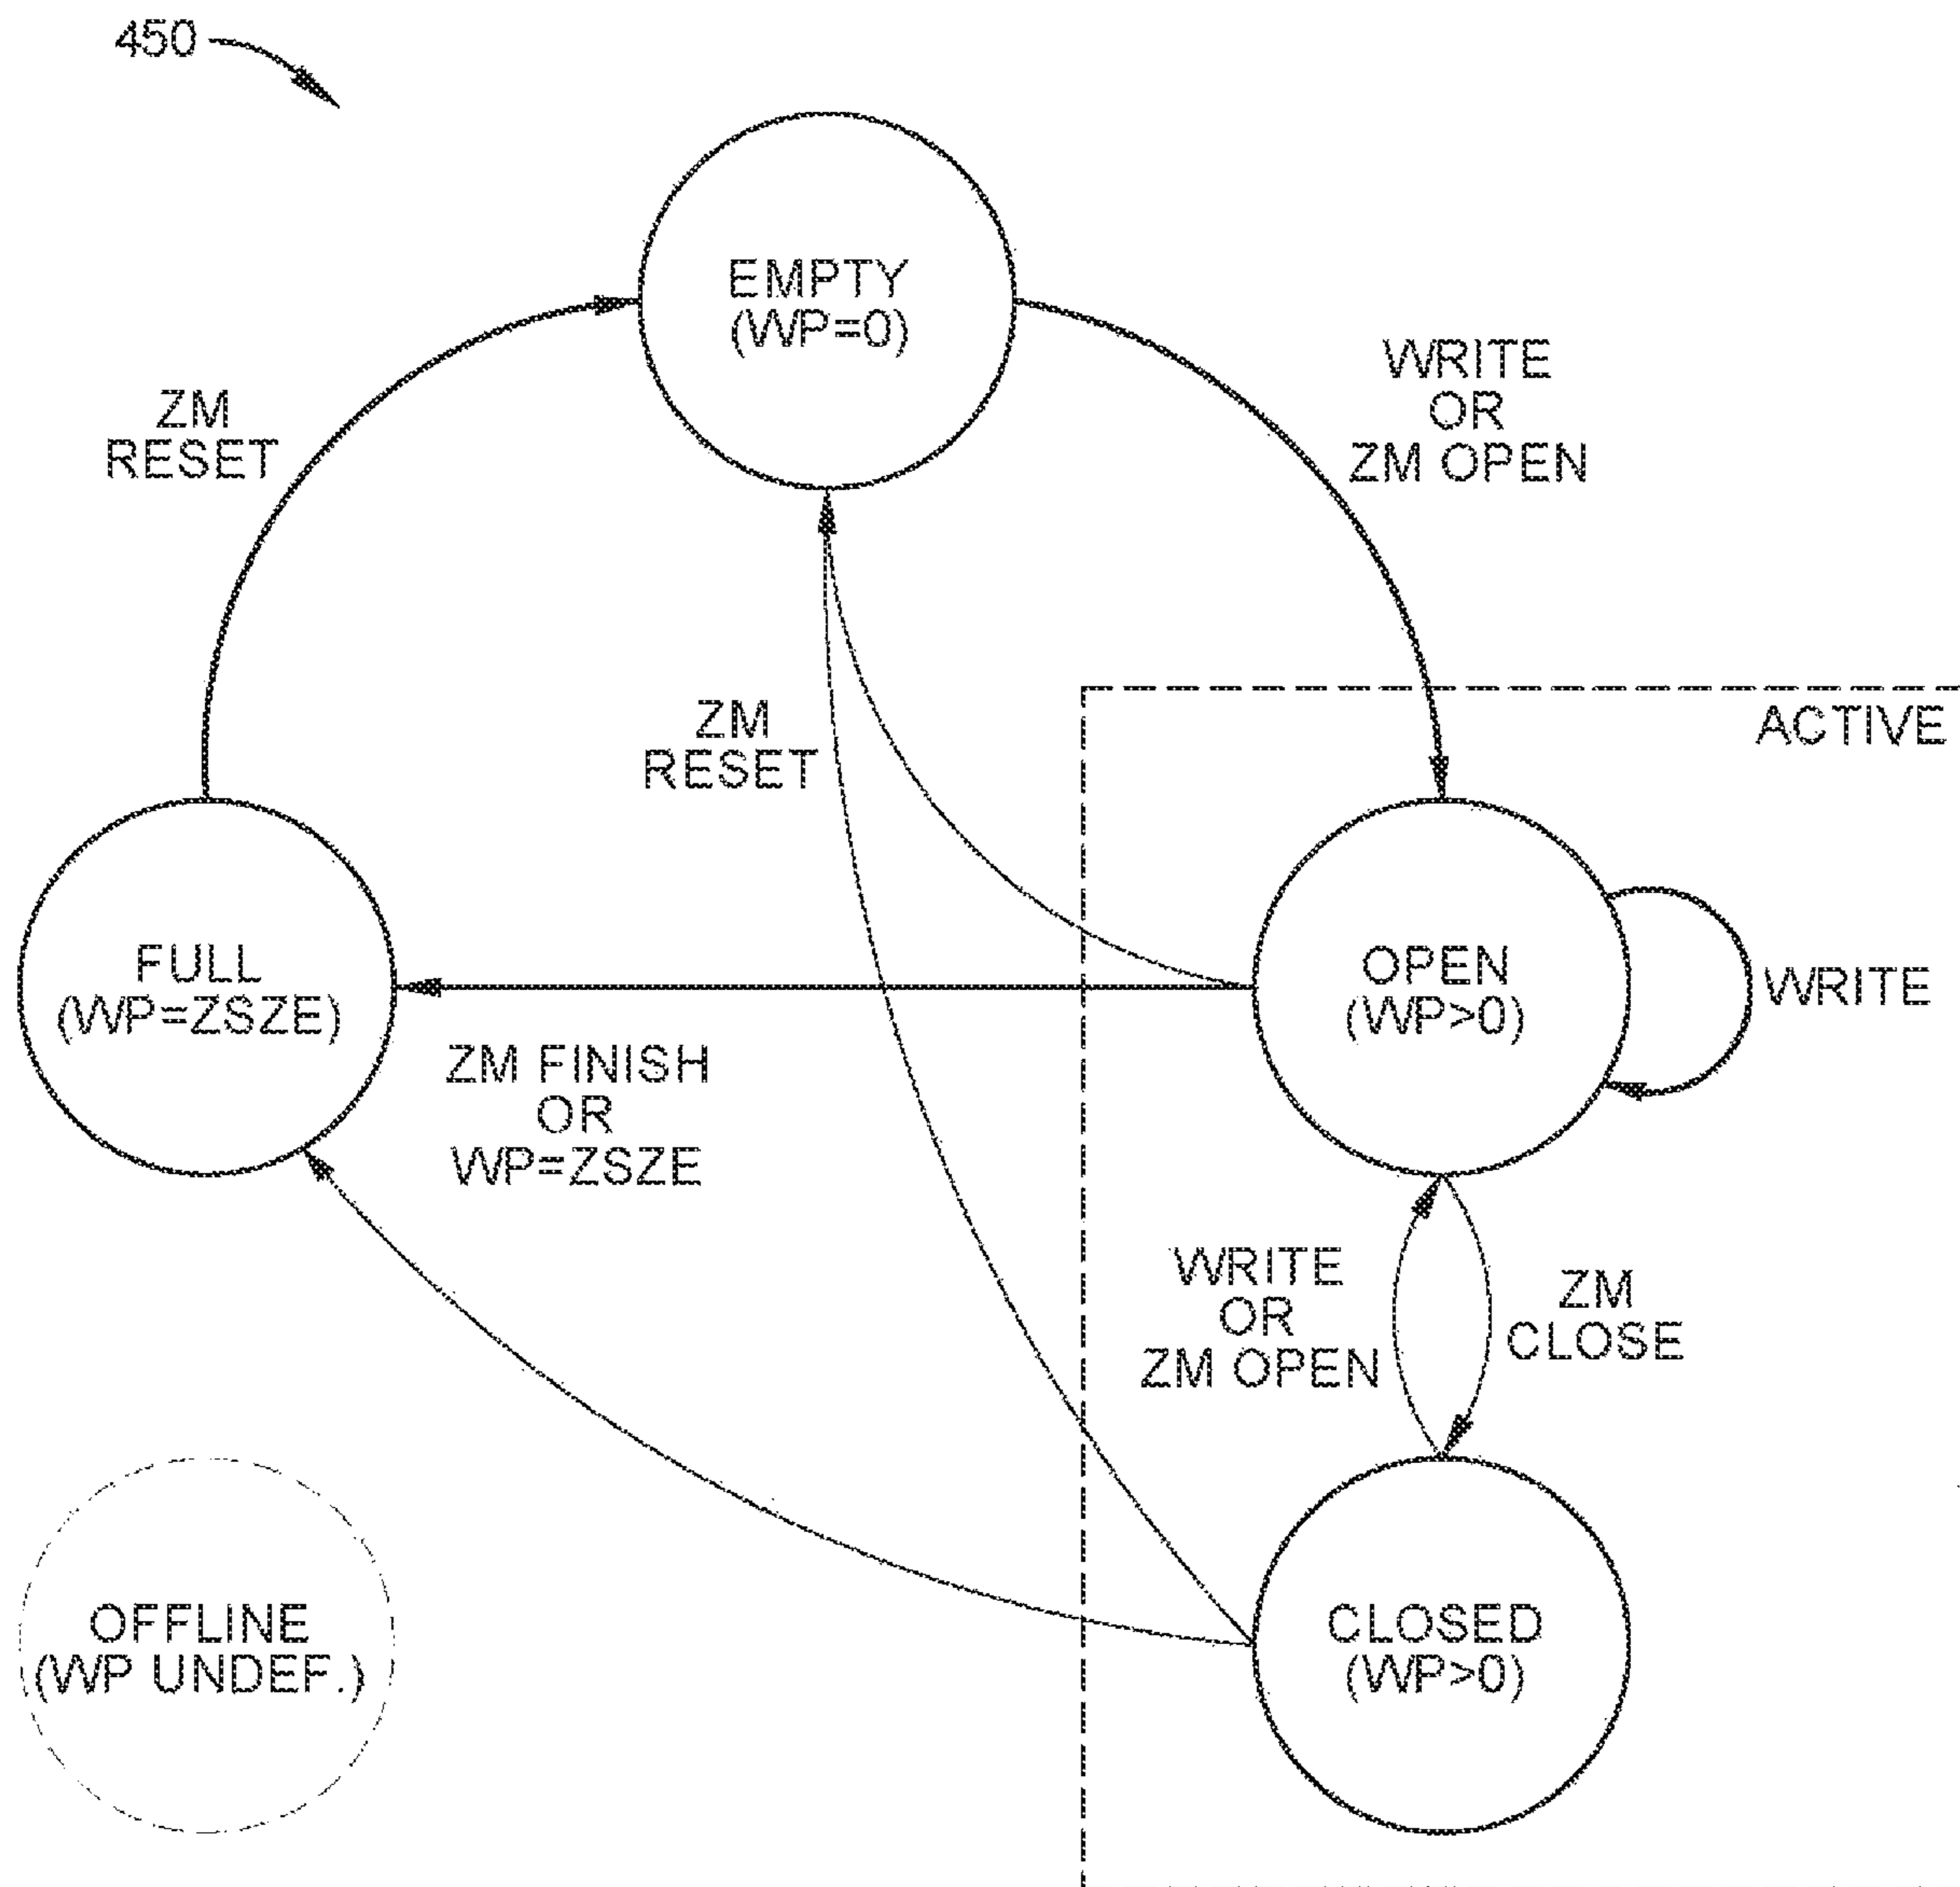 450
EMPTY
(WP=0)
WRITE
OR
ZM OPEN
ZM
RESET
ZM
RESET
ACTIVE
FULL
(WP=ZSZE)
OPEN
(WP>0)
WRITE
ZM FINISH
OR
WP=ZSZE
WRITE
OR
ZM OPEN
ZM
CLOSE
OFFLINE
(WP UNDEF.)
CLOSED
(WP>0)